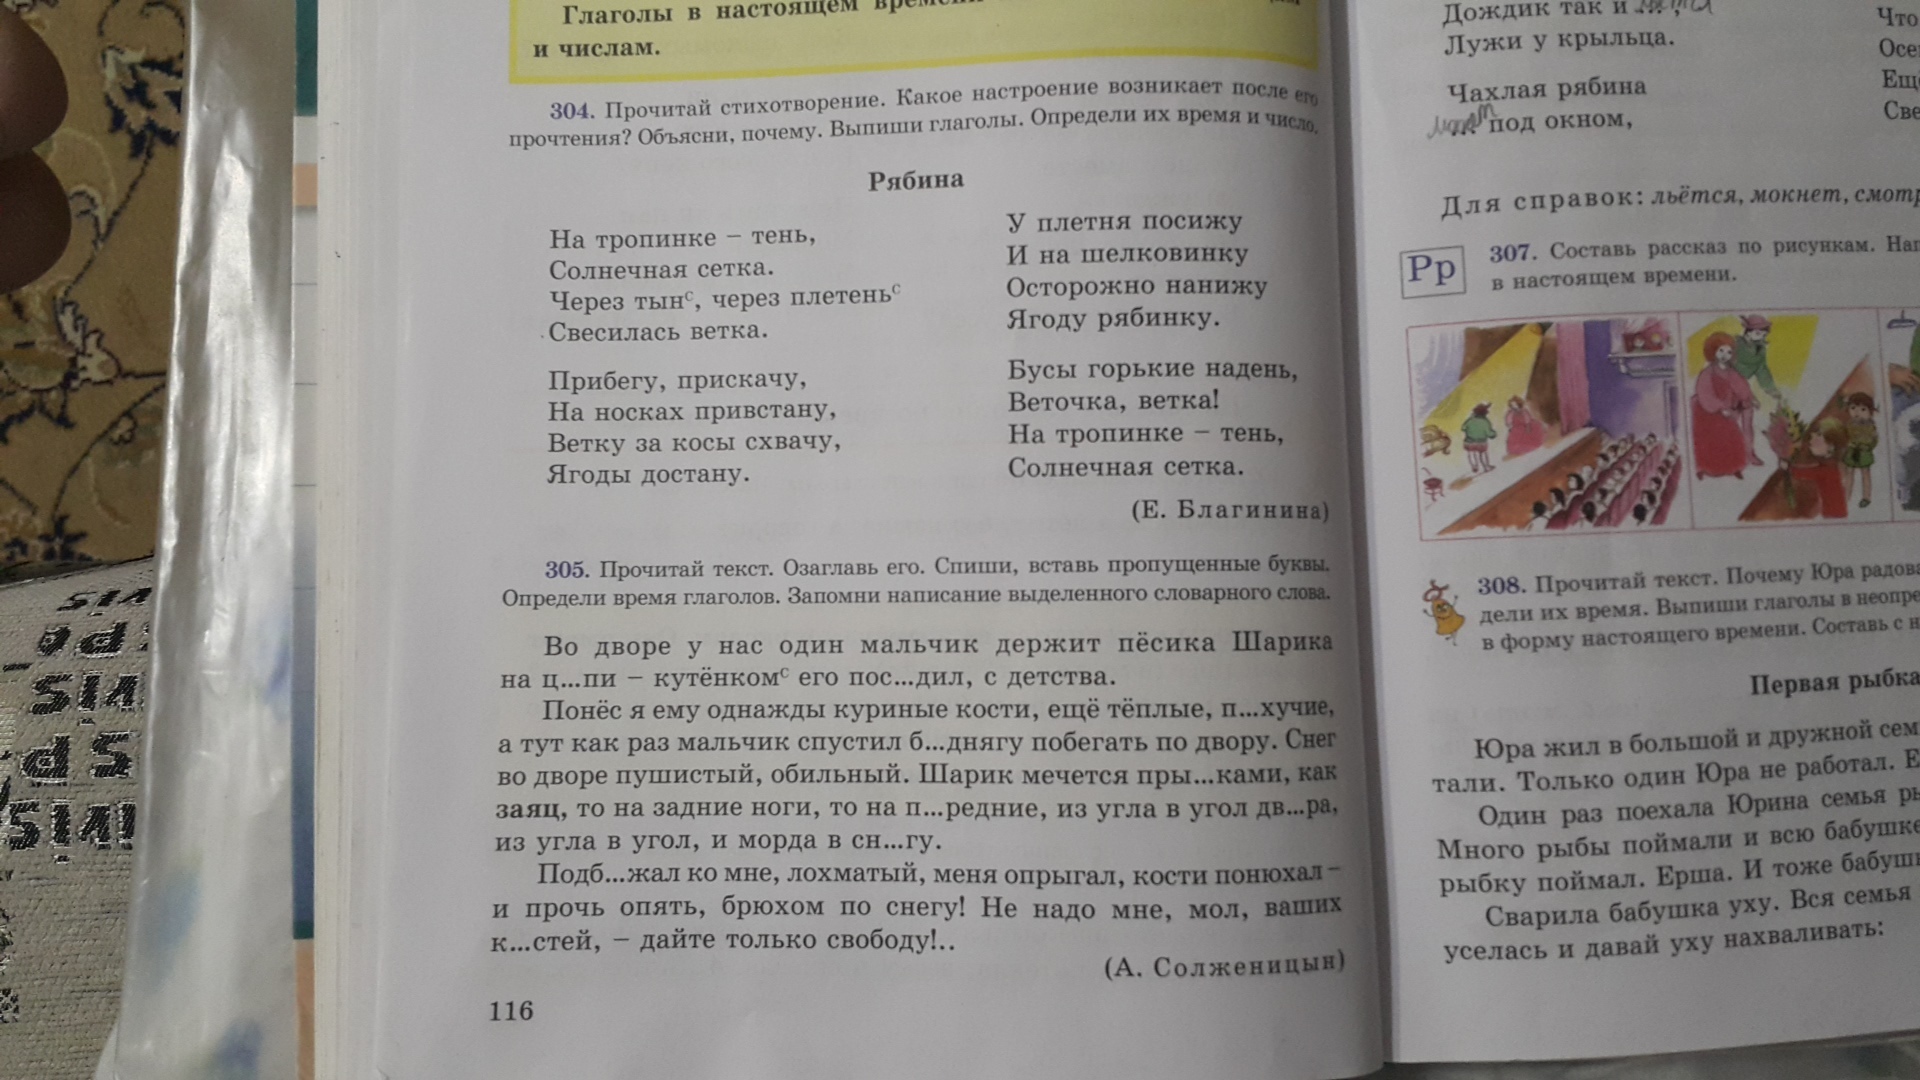 Глаголы в настоящем
и числам.
304. Прочитай стихотворение. Какое настроение возникает после его
прочтения? Объясни, почему. Выпиши глаголы. Определи их время и число.
Рябина
На тропинке – тень,
Солнечная сетка.
Через тынᶜ, через плетеньᶜ
Свесилась ветка.
Прибегу, прискачу,
На носках привстану,
Ветку за косы схвачу,
Ягоды достану.
У плетня посижу
И на шелковинку
Осторожно нанижу
Ягоду рябинку.
Бусы горькие надень,
Веточка, ветка!
На тропинке – тень,
Солнечная сетка.
(Е. Благинина)
305. Прочитай текст. Озаглавь его. Спиши, вставь пропущенные буквы.
Определи время глаголов. Запомни написание выделенного словарного слова.
Во дворе у нас один мальчик держит пёсика Шарика
на ц...пи – кутёнкомᶜ его пос...дил, с детства.
Понёс я ему однажды куриные кости, ещё тёплые, п...хучие,
а тут как раз мальчик спустил б...днягу побегать по двору. Снег
во дворе пушистый, обильный. Шарик мечется пры...ками, как
заяц, то на задние ноги, то на п...редние, из угла в угол дв...ра,
из угла в угол, и морда в сн...гу.
Подб...жал ко мне, лохматый, меня опрыгал, кости понюхал –
и прочь опять, брюхом по снегу! Не надо мне, мол, ваших
к...стей, – дайте только свободу!..
(А. Солженицын)
116
Дождик так и ...,
Лужи у крыльца.
Чахлая рябина
... под окном,
Что
Для справок: льётся, мокнет,
Рр
307. Составь рассказ по рисункам.
в настоящем времени.
308. Прочитай текст. Почему Юра
дели их время. Выпиши глаголы в
в форму настоящего времени. Составь с
Первая рыбка
Юра жил в большой и дружной
тали. Только один Юра не работал.
Один раз поехала Юрина семья
Много рыбы поймали и всю
рыбку поймал. Ерша. И тоже
Сварила бабушка уху. Вся семья
уселась и давай уху нахваливать: